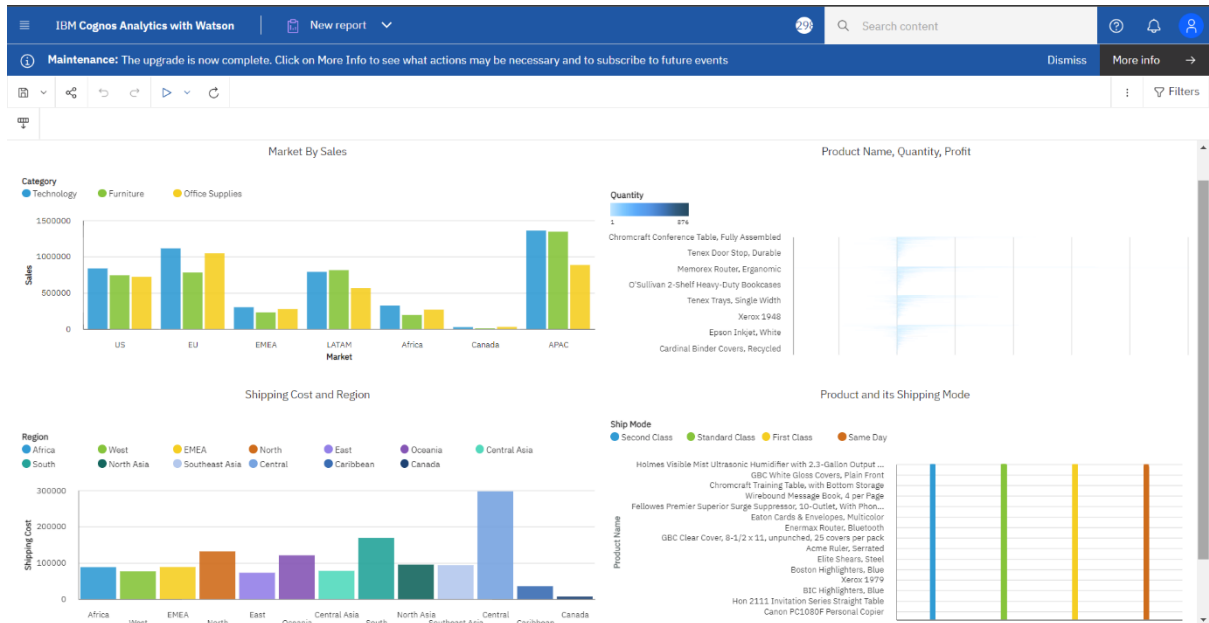 IBM Cognos Analytics with Watson
New report
298
Search content
Maintenance: The upgrade is now complete. Click on More Info to see what actions may be necessary and to subscribe to future events
Dismiss
More info
Filters
Market By Sales
Category
Technology Furniture Office Supplies
1500000
1000000
500000
0
Sales
US EU EMEA LATAM Africa Canada APAC
Market
Product Name, Quantity, Profit
Quantity
1 876
Chromcraft Conference Table, Fully Assembled
Tenex Door Stop, Durable
Memorex Router, Erganomic
O'Sullivan 2-Shelf Heavy-Duty Bookcases
Tenex Trays, Single Width
Xerox 1948
Epson Inkjet, White
Cardinal Binder Covers, Recycled
Shipping Cost and Region
Region
Africa West EMEA North East Oceania Central Asia
South North Asia Southeast Asia Central Caribbean Canada
300000
200000
100000
0
Shipping Cost
Africa EMEA East Central Asia North Asia Central Canada
West North Oceania South Southeast Asia Caribbean
Product and its Shipping Mode
Ship Mode
Second Class Standard Class First Class Same Day
Product Name
Holmes Visible Mist Ultrasonic Humidifier with 2.3-Gallon Output ...
GBC White Gloss Covers, Plain Front
Chromcraft Training Table, with Bottom Storage
Wirebound Message Book, 4 per Page
Fellowes Premier Superior Surge Suppressor, 10-Outlet, With Phon...
Eaton Cards & Envelopes, Multicolor
Enermax Router, Bluetooth
GBC Clear Cover, 8-1/2 x 11, unpunched, 25 covers per pack
Acme Ruler, Serrated
Elite Shears, Steel
Boston Highlighters, Blue
Xerox 1979
BIC Highlighters, Blue
Hon 2111 Invitation Series Straight Table
Canon PC1080F Personal Copier